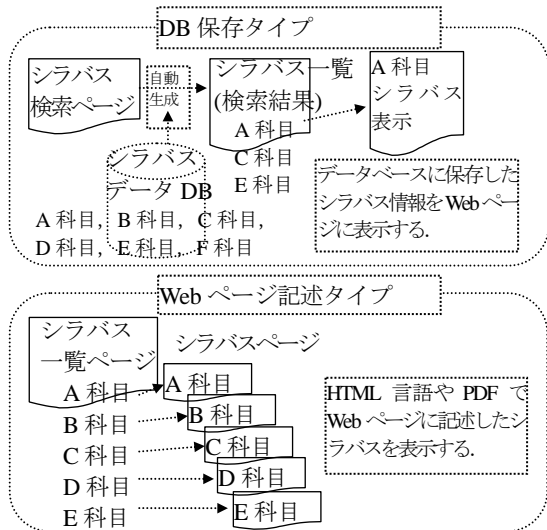 DB 保存タイプ
シラバス
検索ページ
自動
生成
シラバス一覧
(検索結果)
A 科目
C 科目
E 科目
A 科目
シラバス
表示
シラバス
データ DB
A 科目, B 科目, C 科目,
D 科目, E 科目, F 科目
データベースに保存した
シラバス情報を Web ペー
ジに表示する.
Web ページ記述タイプ
シラバス
一覧ページ
A 科目
B 科目
C 科目
D 科目
E 科目
シラバスページ
A 科目
B 科目
C 科目
D 科目
E 科目
HTML 言語や PDF で
Web ページに記述したシ
ラバスを表示する.